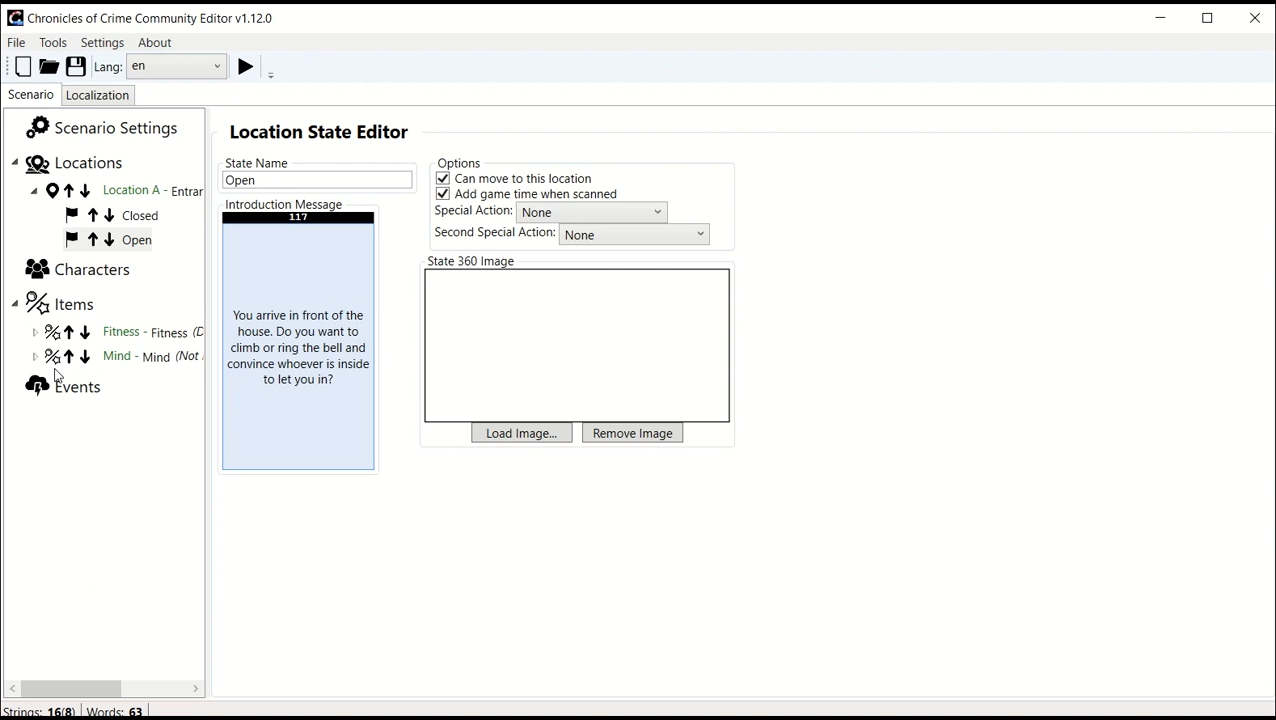 Chronicles of Crime Community Editor v1.12.0
File Tools Settings About
Lang: en
Scenario Localization
Scenario Settings
Locations
Location A - Entrar
Closed
Open
Characters
Items
Fitness - Fitness (D
Mind - Mind (Not
Events
Location State Editor
State Name
Open
Introduction Message
117
You arrive in front of the
house. Do you want to
climb or ring the bell and
convince whoever is inside
to let you in?
Options
Can move to this location
Add game time when scanned
Special Action: None
Second Special Action: None
State 360 Image
Load Image... Remove Image
Strings: 16(8) Words: 63